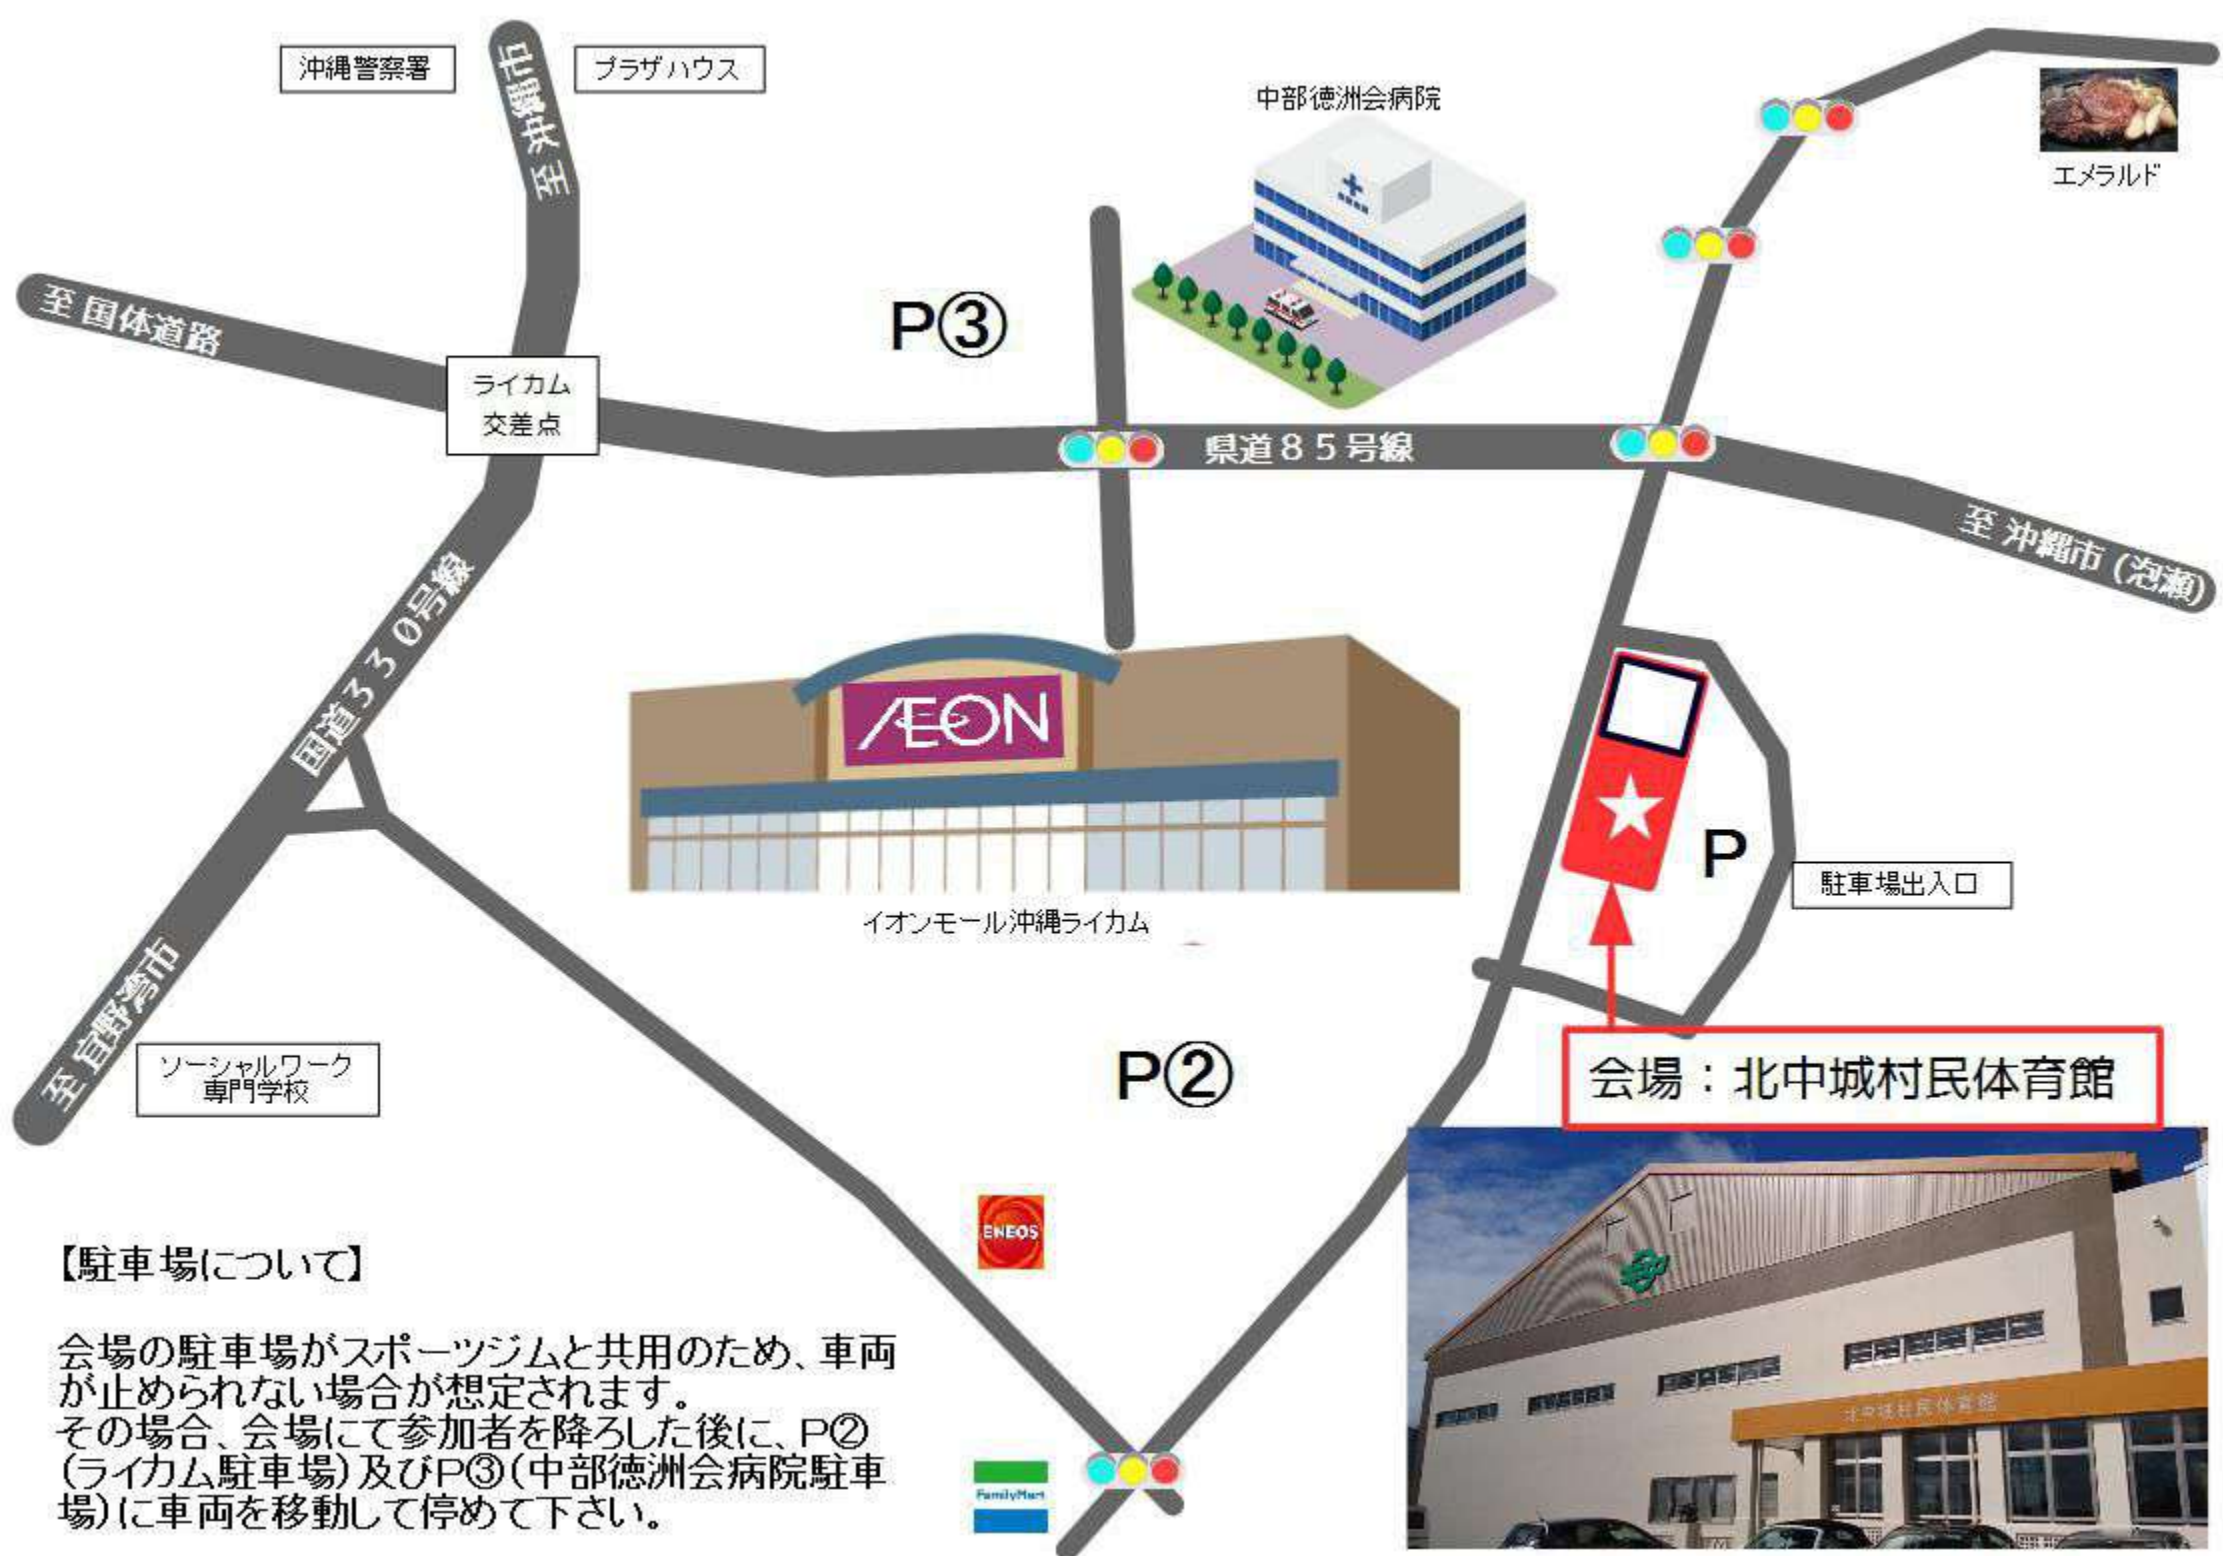 沖縄警察署
プラザハウス
至 沖縄市
中部徳洲会病院
エメラルド
至 国体道路
P③
ライカム
交差点
県道85号線
至 沖縄市 (泡瀬)
国道330号線
ÆON
イオンモール沖縄ライカム
P
駐車場出入口
至 宜野湾市
ソーシャルワーク
専門学校
P②
会場：北中城村民体育館
ENEOS
北中城村民体育館
FamilyMart
【駐車場について】
会場の駐車場がスポーツジムと共用のため、車両
が止められない場合が想定されます。
その場合、会場にて参加者を降ろした後に、P②
(ライカム駐車場)及びP③(中部徳洲会病院駐車
場)に車両を移動して停めて下さい。